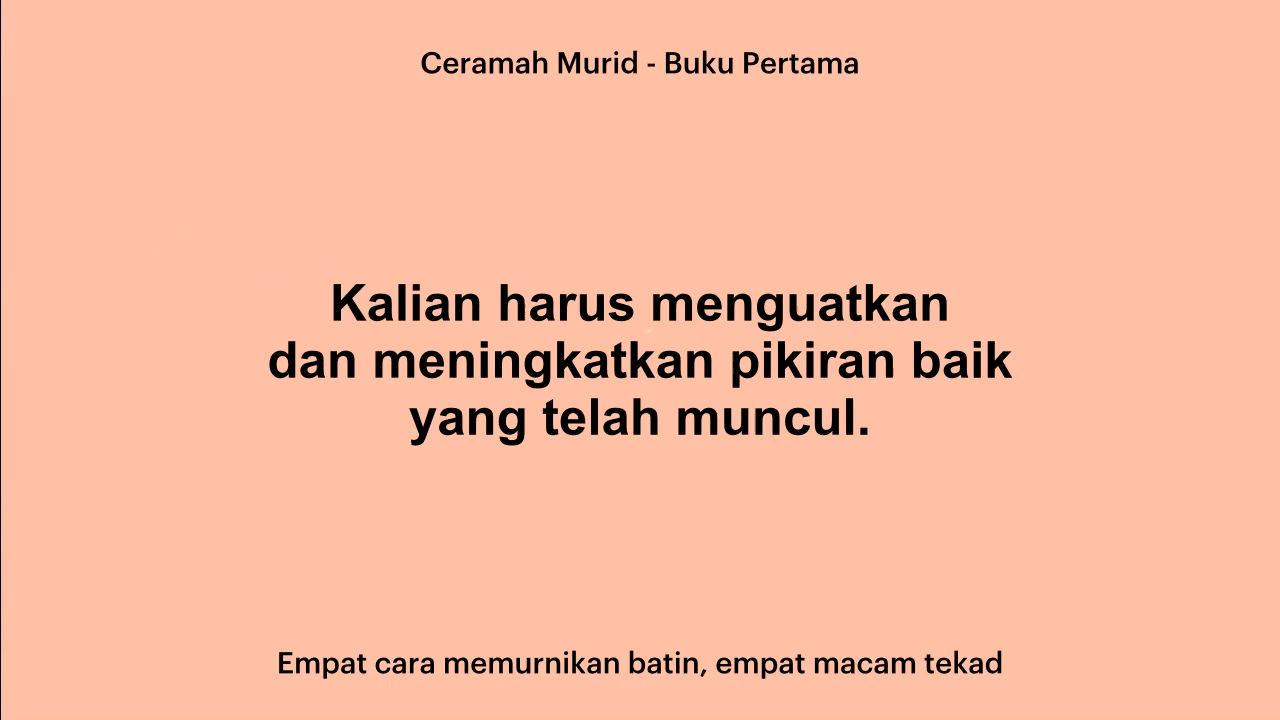 Ceramah Murid - Buku Pertama
Kalian harus menguatkan
dan meningkatkan pikiran baik
yang telah muncul.
Empat cara memurnikan batin, empat macam tekad